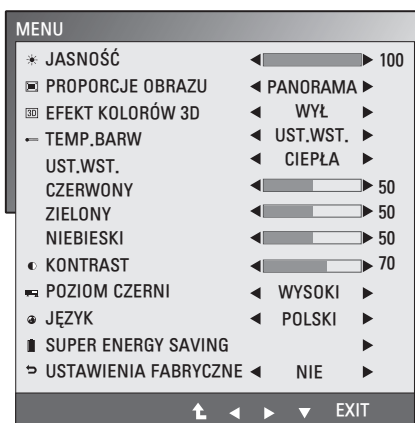 MENU
JASNOŚĆ 100
PROPORCJE OBRAZU PANORAMA
3D EFEKT KOLORÓW 3D WYŁ
TEMP.BARW UST.WST.
UST.WST. CIEPŁA
CZERWONY 50
ZIELONY 50
NIEBIESKI 50
KONTRAST 70
POZIOM CZERNI WYSOKI
JĘZYK POLSKI
SUPER ENERGY SAVING
USTAWIENIA FABRYCZNE NIE
EXIT